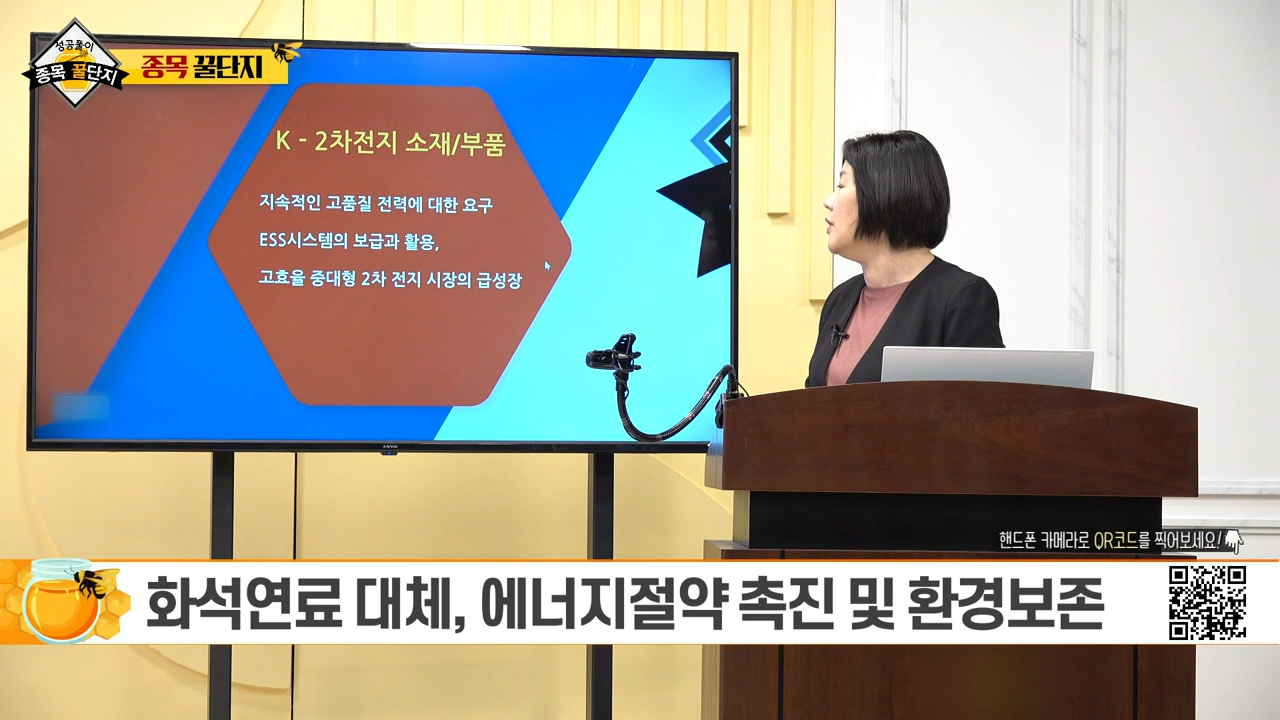 성공풀이
종목 꿀단지
종목 꿀단지
K - 2차전지 소재/부품
지속적인 고품질 전력에 대한 요구
ESS시스템의 보급과 활용,
고효율 중대형 2차 전지 시장의 급성장
핸드폰 카메라로 QR코드를 찍어보세요!
화석연료 대체, 에너지절약 촉진 및 환경보존